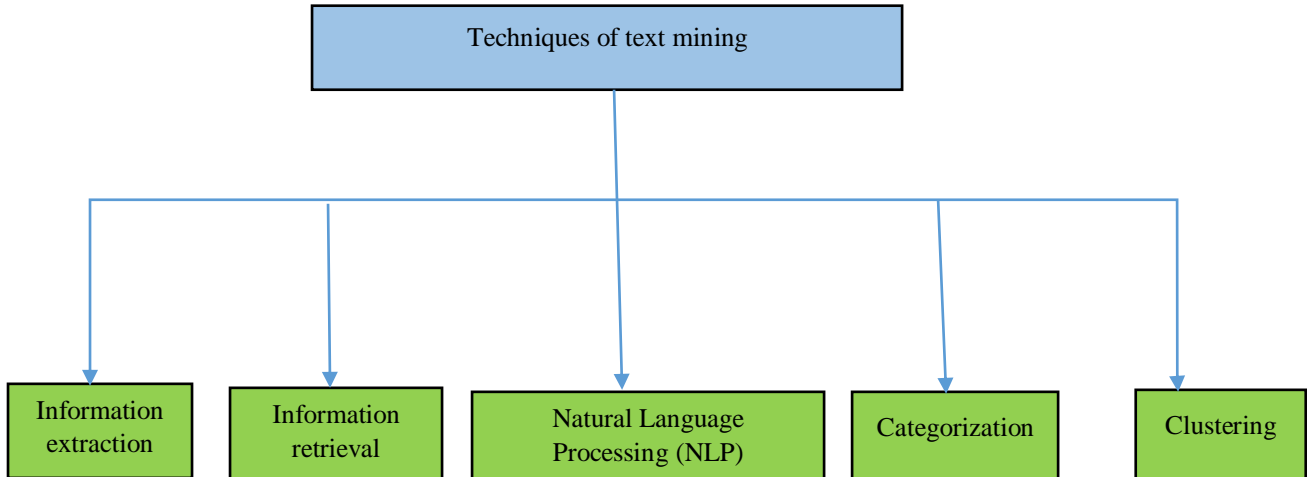 Techniques of text mining
Information
extraction
Information
retrieval
Natural Language
Processing (NLP)
Categorization
Clustering